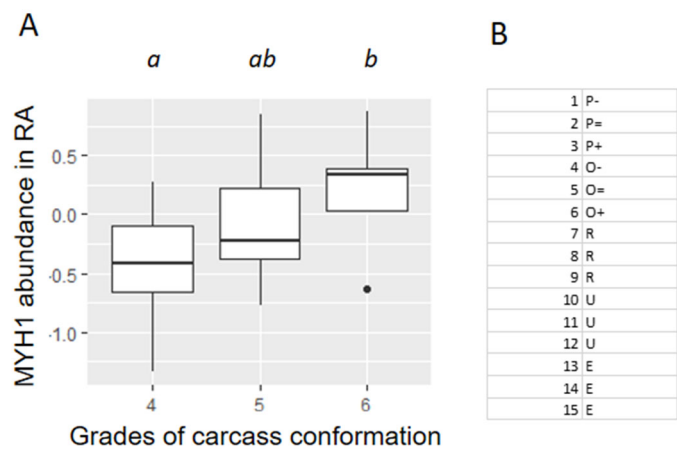 A
a ab b
MYH1 abundance in RA
0.5
0.0
-0.5
-1.0
4 5 6
Grades of carcass conformation
B
1 P-
2 P=
3 P+
4 O-
5 O=
6 O+
7 R
8 R
9 R
10 U
11 U
12 U
13 E
14 E
15 E